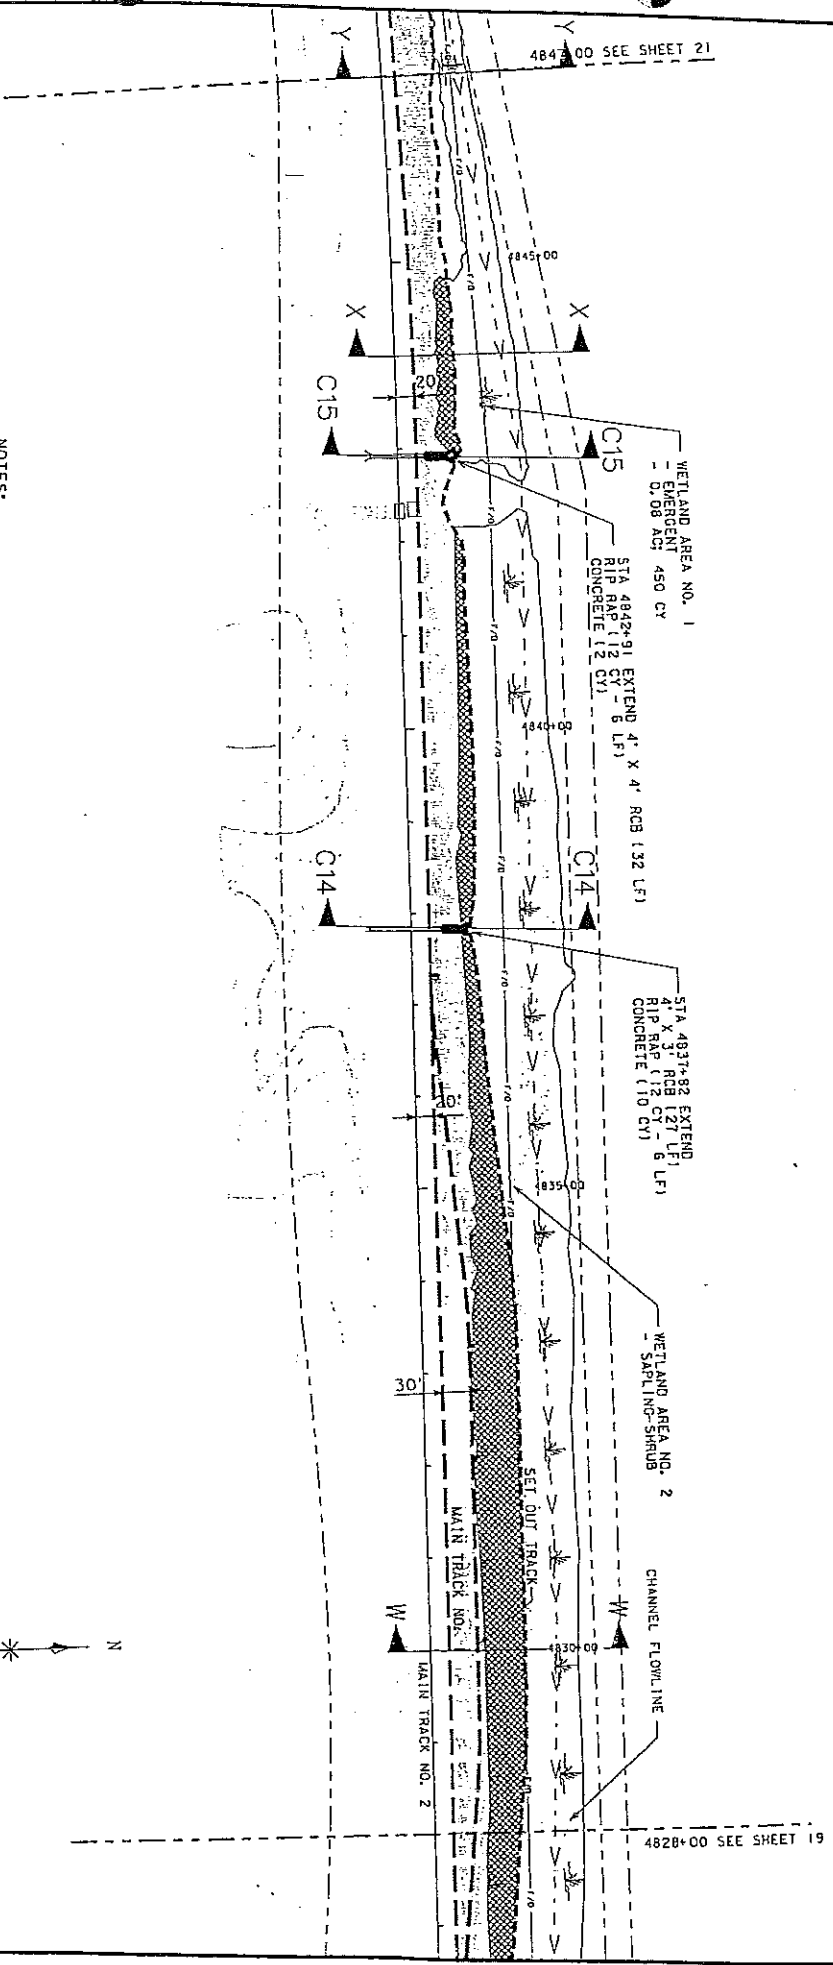 Y
Y
4847+00 SEE SHEET 21
F/O
F/O
4845+00
F/O
X
X
20'
C15
C15
WETLAND AREA NO. 1
- EMERGENT
- 0.08 AC; 450 CY
STA 4842+91 EXTEND 4' X 4' RCB (32 LF)
RIP RAP (12 CY - 6 LF)
CONCRETE (12 CY)
NOTES:
F/O
F/O
4840+00
F/O
F/O
C14
C14
STA 4837+82 EXTEND
4' X 3' RCB (27 LF)
RIP RAP (12 CY - 6 LF)
CONCRETE (10 CY)
F/O
F/O
20'
4835+00
F/O
WETLAND AREA NO. 2
- SAPLING-SHRUB
30'
SET OUT TRACK
MAIN TRACK NO.
CHANNEL FLOWLINE
W
W
4830+00
N
MAIN TRACK NO. 2
F/O
4828+00 SEE SHEET 19
F/O